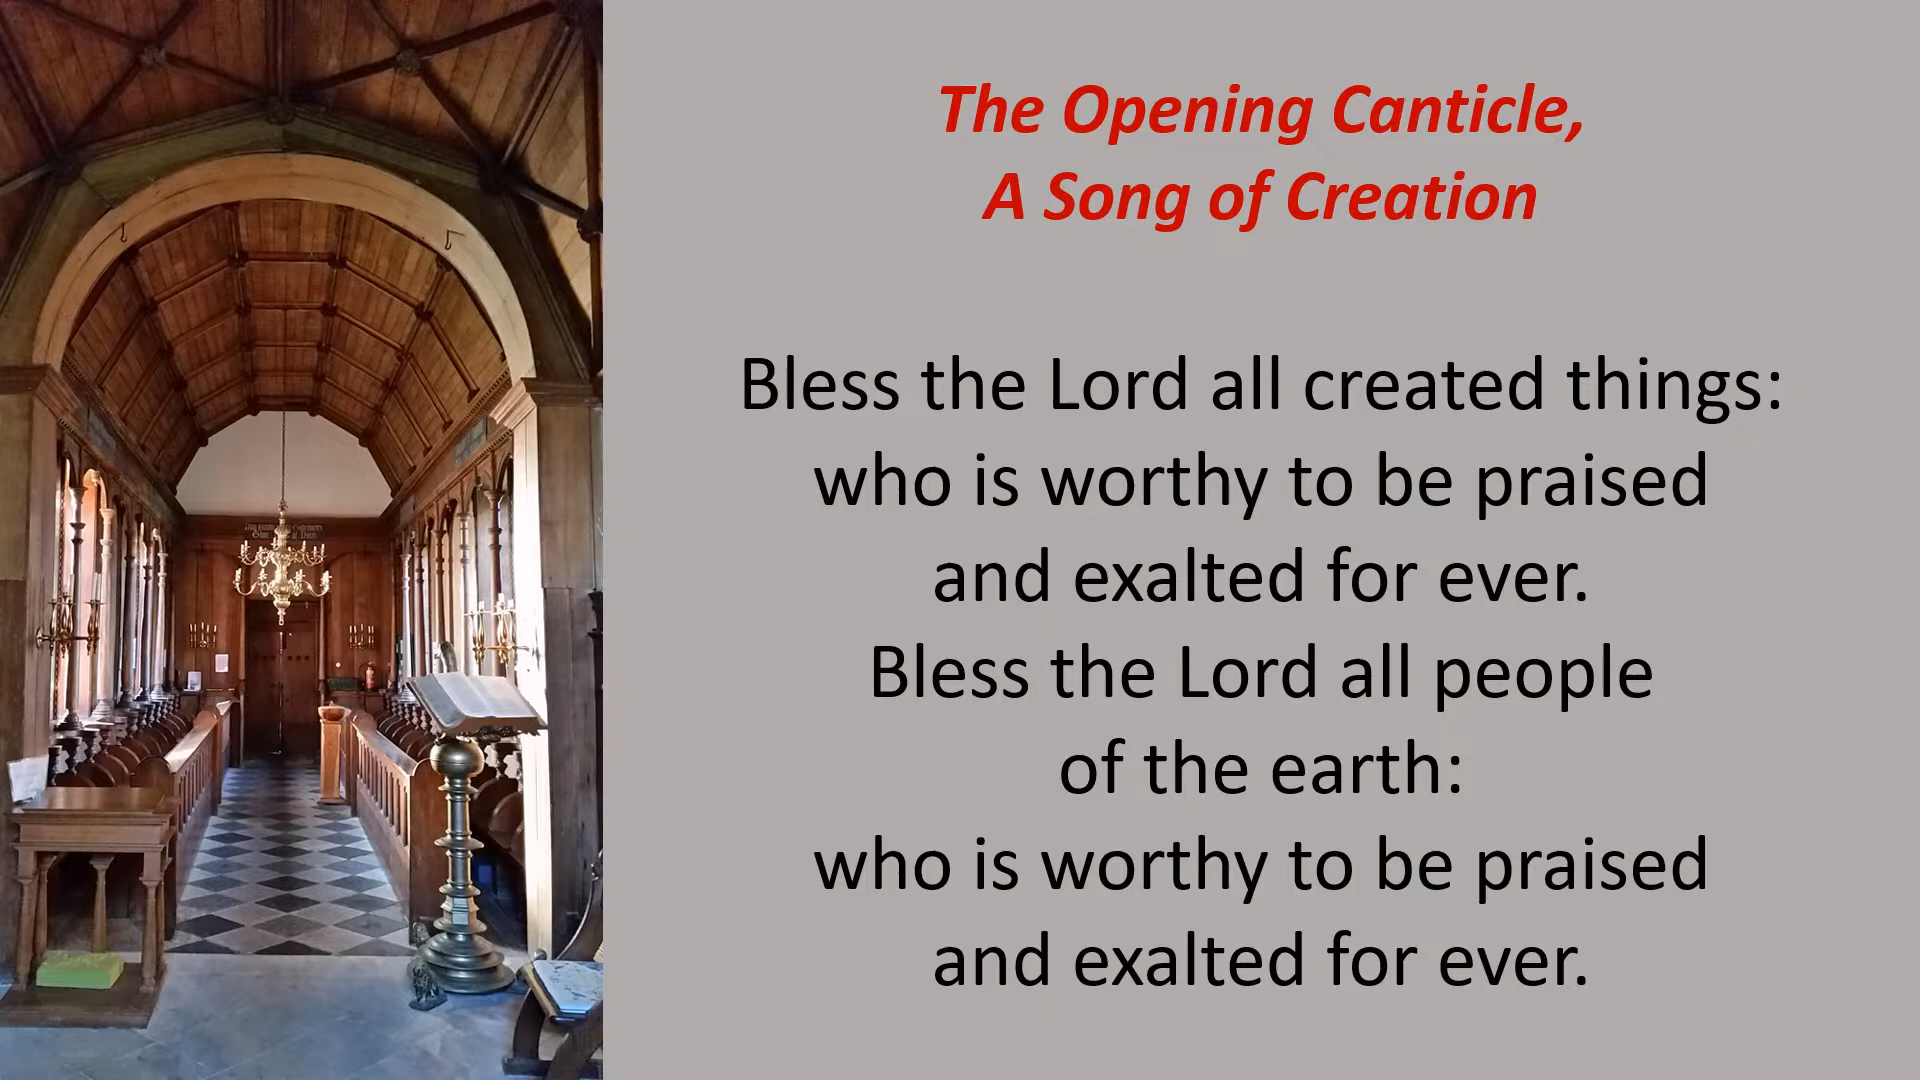 The Opening Canticle,
A Song of Creation
Bless the Lord all created things:
who is worthy to be praised
and exalted for ever.
Bless the Lord all people
of the earth:
who is worthy to be praised
and exalted for ever.